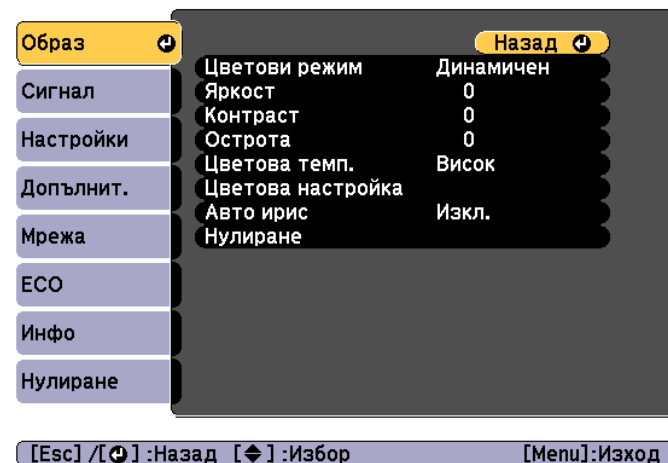 Образ
Назад
Цветови режим Динамичен
Сигнал
Яркост 0
Контраст 0
Настройки
Острота 0
Цветова темп. Висок
Допълнит.
Цветова настройка
Авто ирис Изкл.
Мрежа
Нулиране
ECO
Инфо
Нулиране
[Esc] /[ ] :Назад [ ] :Избор [Menu]:Изход